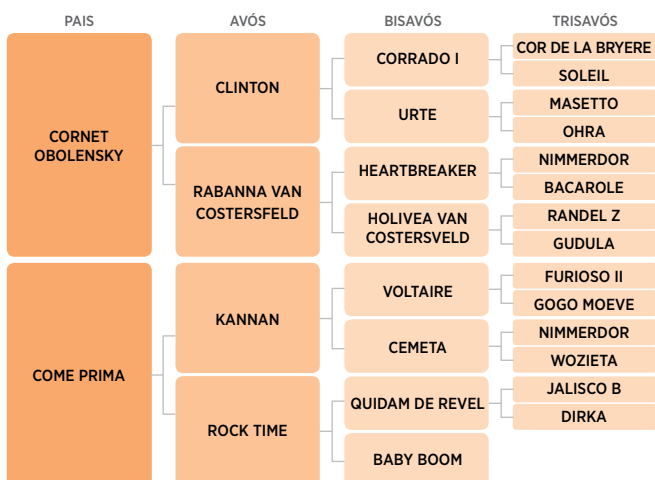 PAIS
AVÓS
BISAVÓS
TRISAVÓS
CORNET
OBOLENSKY
CLINTON
CORRADO I
COR DE LA BRYERE
SOLEIL
URTE
MASETTO
OHRA
RABANNA VAN
COSTERSFELD
HEARTBREAKER
NIMMERDOR
BACAROLE
HOLIVEA VAN
COSTERSVELD
RANDEL Z
GUDULA
COME PRIMA
KANNAN
VOLTAIRE
FURIOSO II
GOGO MOEVE
CEMETA
NIMMERDOR
WOZIETA
ROCK TIME
QUIDAM DE REVEL
JALISCO B
DIRKA
BABY BOOM